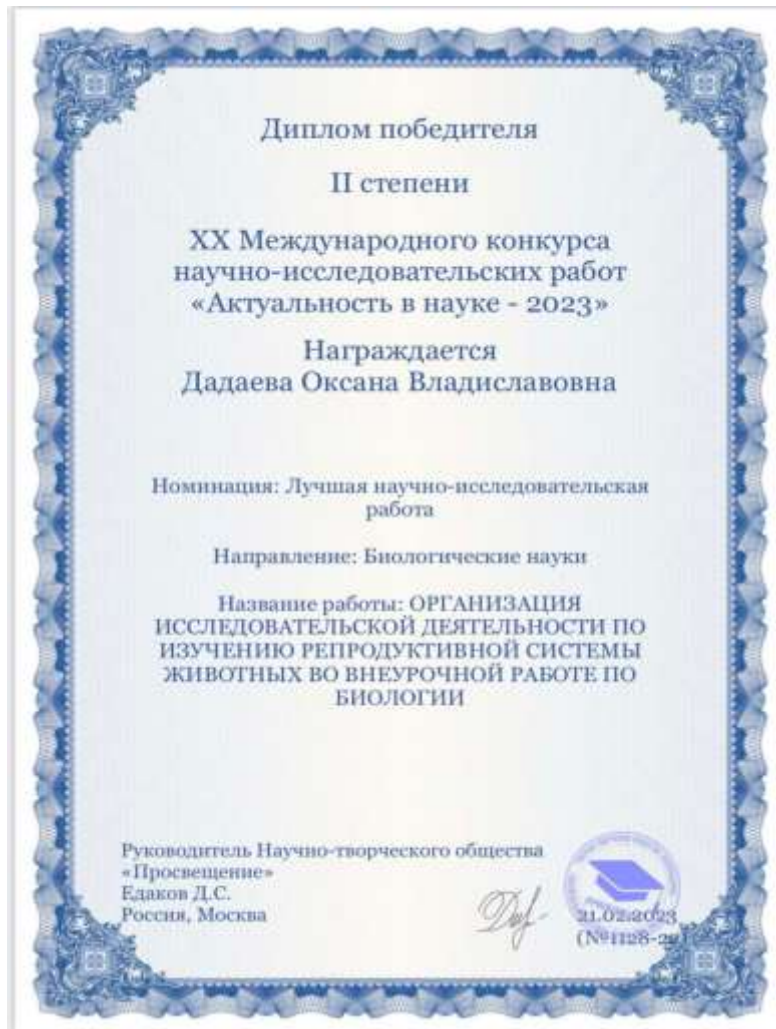 Диплом победителя
II степени
XX Международного конкурса
научно-исследовательских работ
«Актуальность в науке - 2023»
Награждается
Дадаева Оксана Владиславовна
Номинация: Лучшая научно-исследовательская
работа
Направление: Биологические науки
Название работы: ОРГАНИЗАЦИЯ
ИССЛЕДОВАТЕЛЬСКОЙ ДЕЯТЕЛЬНОСТИ ПО
ИЗУЧЕНИЮ РЕПРОДУКТИВНОЙ СИСТЕМЫ
ЖИВОТНЫХ ВО ВНЕУРОЧНОЙ РАБОТЕ ПО
БИОЛОГИИ
Руководитель Научно-творческого общества
«Просвещение»
Едаков Д.С.
Россия, Москва
21.02.2023
(№1128-22)